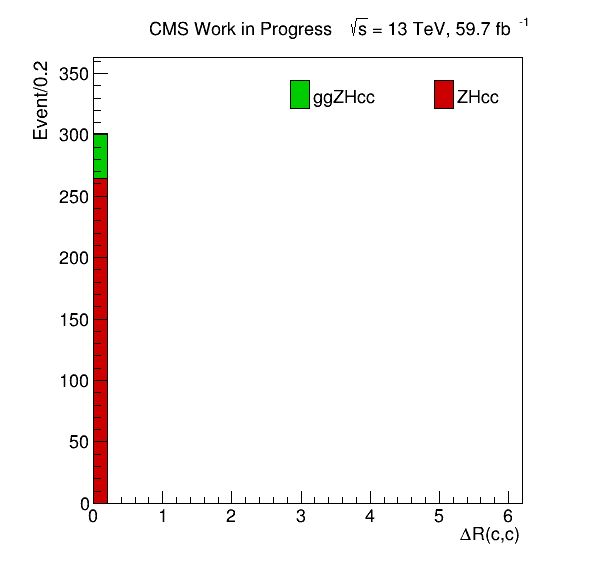 CMS Work in Progress √s = 13 TeV, 59.7 fb⁻¹
Event/0.2
350
300
250
200
150
100
50
0
ggZHcc ZHcc
0 1 2 3 4 5 6
ΔR(c,c)